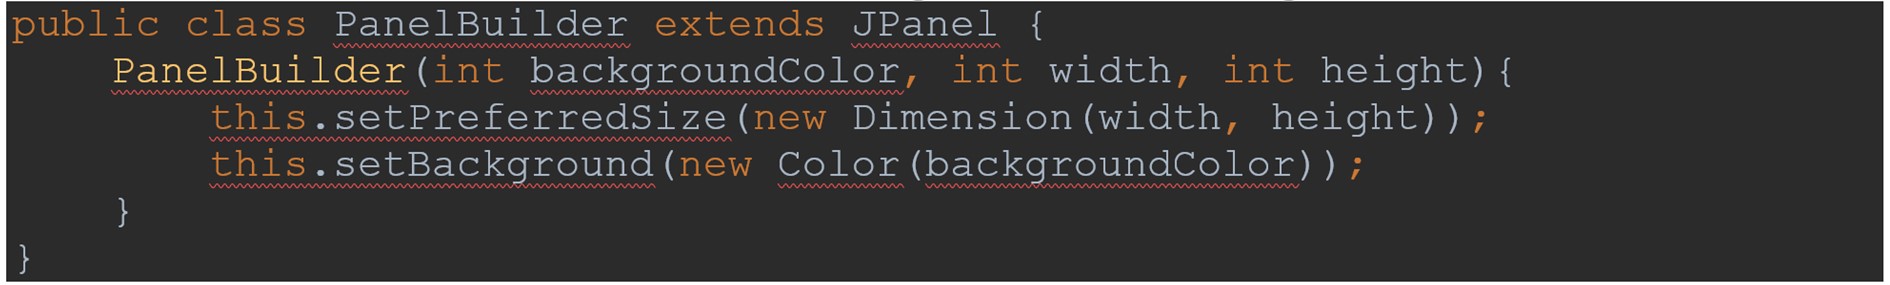 public class PanelBuilder extends JPanel {
PanelBuilder(int backgroundColor, int width, int height){
this.setPreferredSize(new Dimension(width, height));
this.setBackground(new Color(backgroundColor));
}
}